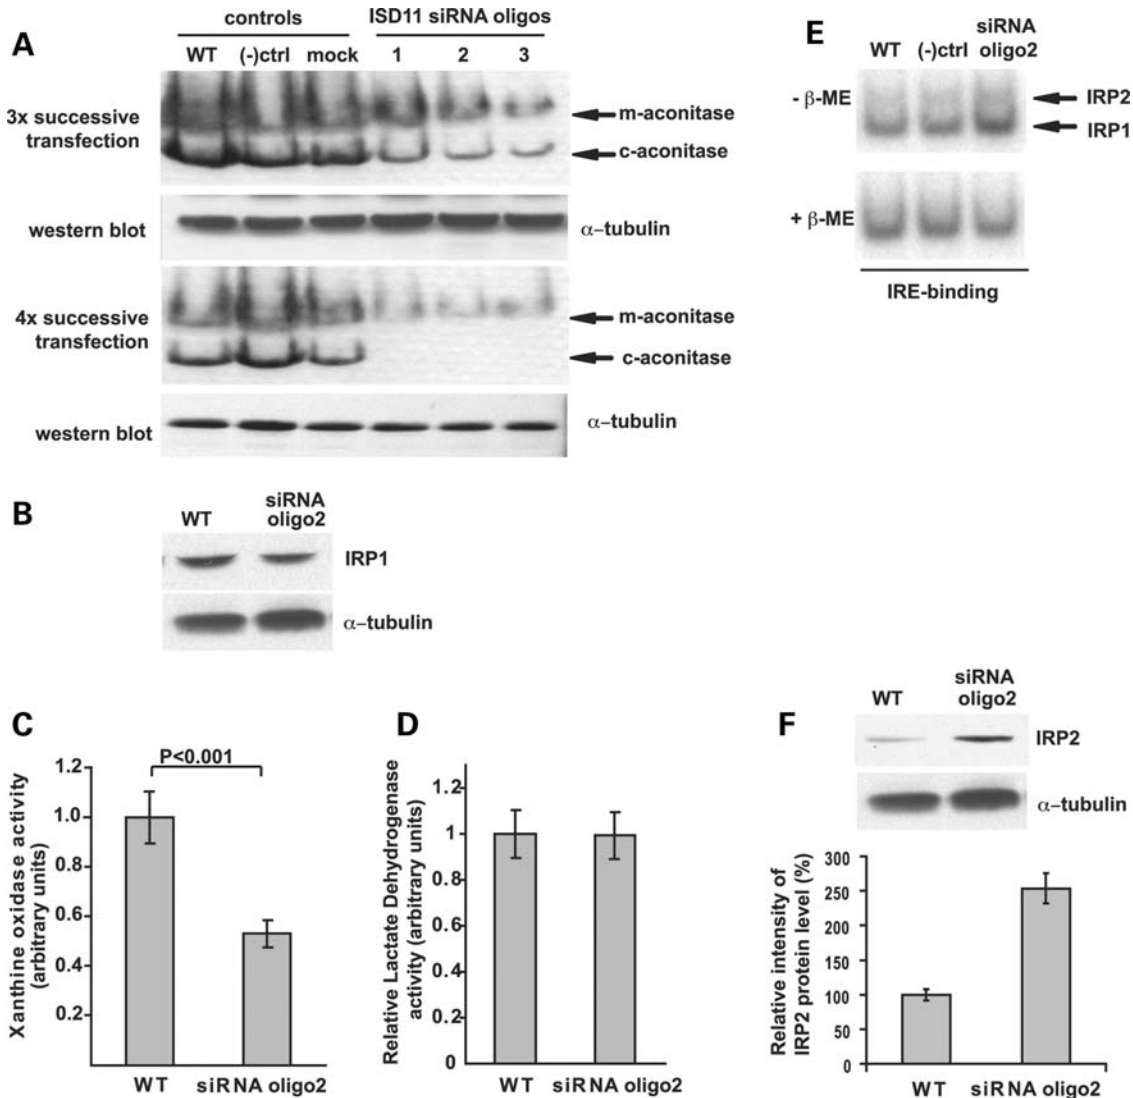 A
controls
ISD11 siRNA oligos
WT (-)ctrl mock 1 2 3
3x successive
transfection
m-aconitase
c-aconitase
western blot
α-tubulin
4x successive
transfection
m-aconitase
c-aconitase
western blot
α-tubulin
B
WT
siRNA
oligo2
IRP1
α-tubulin
C
P<0.001
Xanthine oxidase activity
(arbitrary units)
1.2
1.0
0.8
0.6
0.4
0.2
WT siRNA oligo2
D
Relative Lactate Dehydrogenase
activity (arbitrary units)
1.2
1
0.8
0.6
0.4
0.2
0
WT siRNA oligo2
E
WT (-)ctrl
siRNA
oligo2
- β-ME
IRP2
IRP1
+ β-ME
IRE-binding
F
WT
siRNA
oligo2
IRP2
α-tubulin
Relative intensity of
IRP2 protein level (%)
300
250
200
150
100
50
0
WT siRNA oligo2